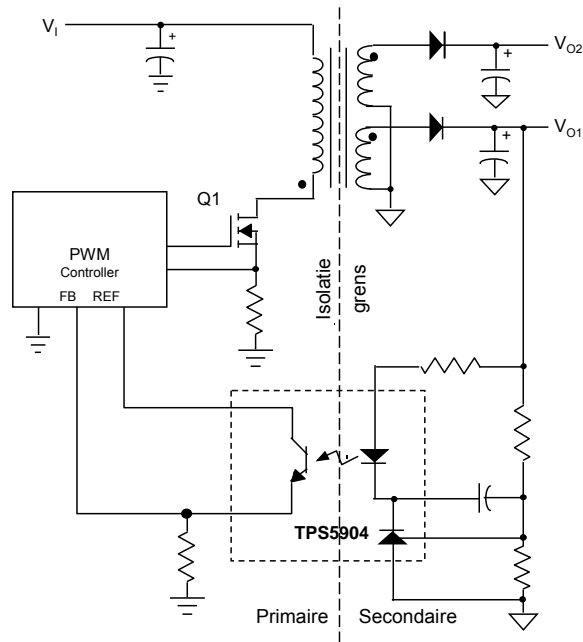 V_I
+
+
V_O2
+
V_O1
Q1
PWM
Controller
FB REF
Isolatie
grens
TPS5904
Primaire
Secondaire